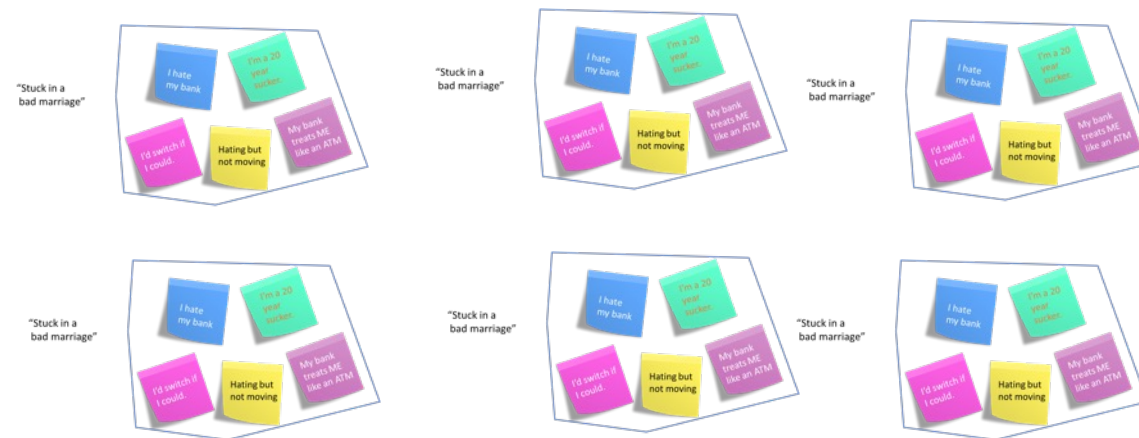 "Stuck in a
bad marriage"
I hate
my bank
I'm a 20
year
sucker.
I'd switch if
I could.
Hating but
not moving
My bank
treats ME
like an ATM
"Stuck in a
bad marriage"
I hate
my bank
I'm a 20
year
sucker.
I'd switch if
I could.
Hating but
not moving
My bank
treats ME
like an ATM
"Stuck in a
bad marriage"
I hate
my bank
I'm a 20
year
sucker.
I'd switch if
I could.
Hating but
not moving
My bank
treats ME
like an ATM
"Stuck in a
bad marriage"
I hate
my bank
I'm a 20
year
sucker.
I'd switch if
I could.
Hating but
not moving
My bank
treats ME
like an ATM
"Stuck in a
bad marriage"
I hate
my bank
I'm a 20
year
sucker.
I'd switch if
I could.
Hating but
not moving
My bank
treats ME
like an ATM
"Stuck in a
bad marriage"
I hate
my bank
I'm a 20
year
sucker.
I'd switch if
I could.
Hating but
not moving
My bank
treats ME
like an ATM